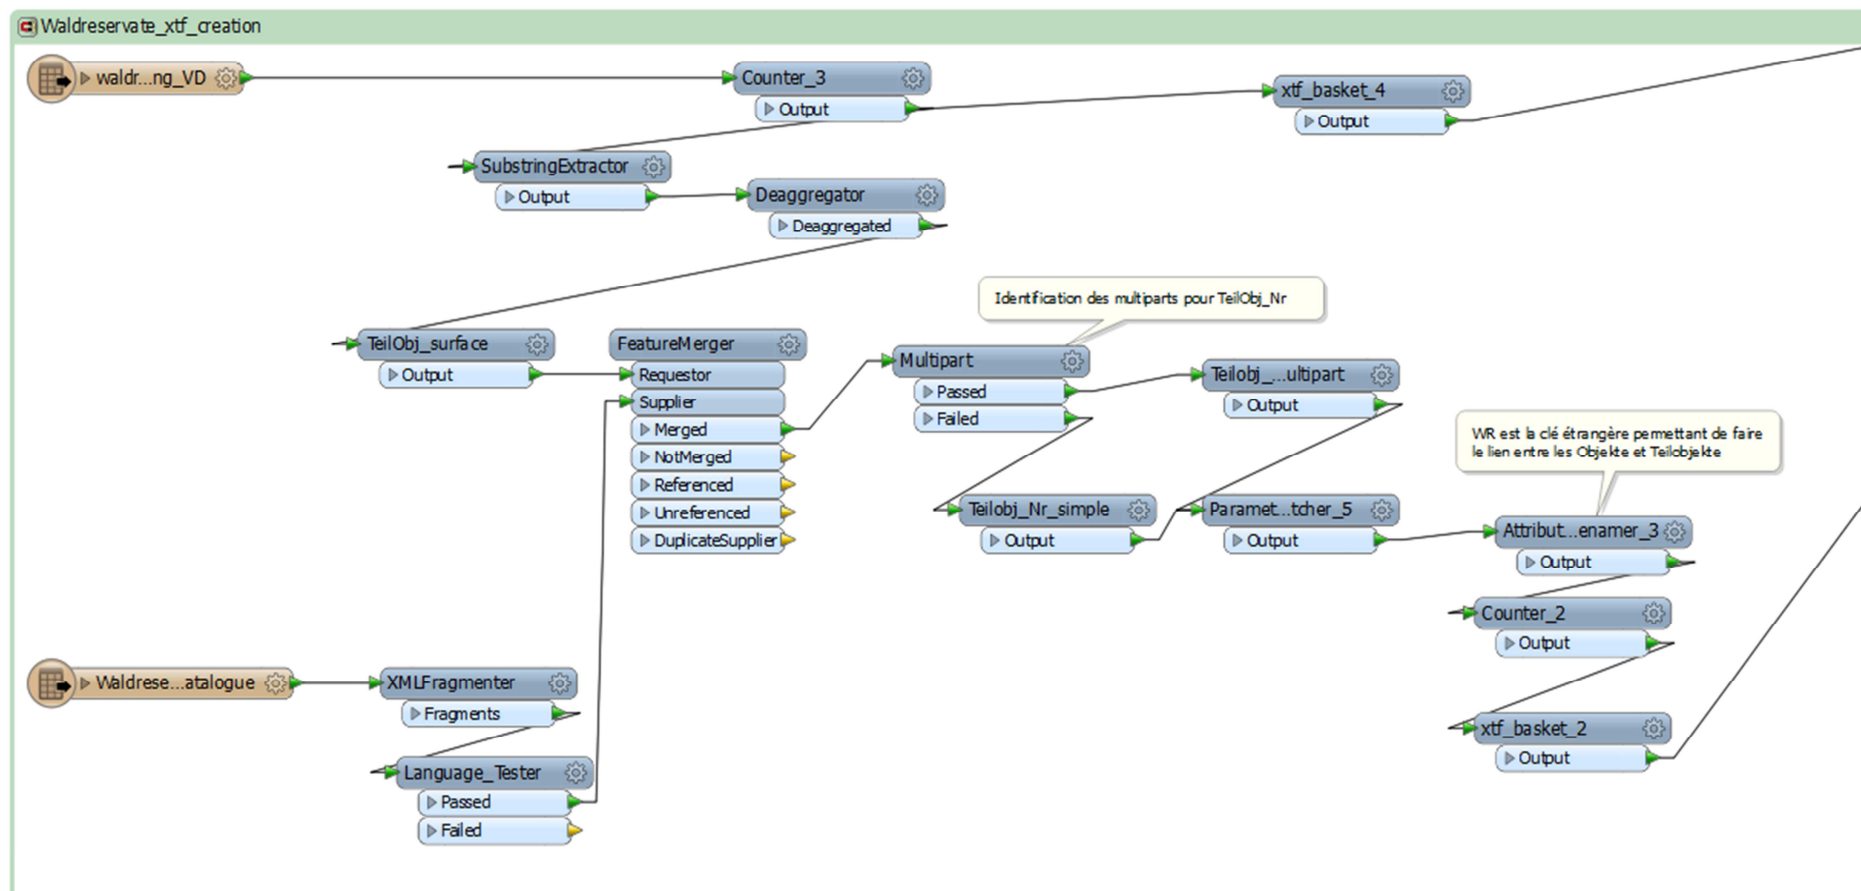 Waldreservate_xtf_creation
waldr...ng_VD
Counter_3
Output
xtf_basket_4
Output
SubstringExtractor
Output
Deaggregator
Deaggregated
Identification des multiparts pour TeilObj_Nr
TeilObj_surface
Output
FeatureMerger
Requestor
Supplier
Merged
NotMerged
Referenced
Unreferenced
DuplicateSupplier
Multipart
Passed
Failed
Teilobj_...ultipart
Output
WR est la clé étrangère permettant de faire
le lien entre les Objekte et Teilobjekte
Teilobj_Nr_simple
Output
Paramet...tcher_5
Output
Attribut...enamer_3
Output
Counter_2
Output
xtf_basket_2
Output
Waldrese...atalogue
XMLFragmenter
Fragments
Language_Tester
Passed
Failed